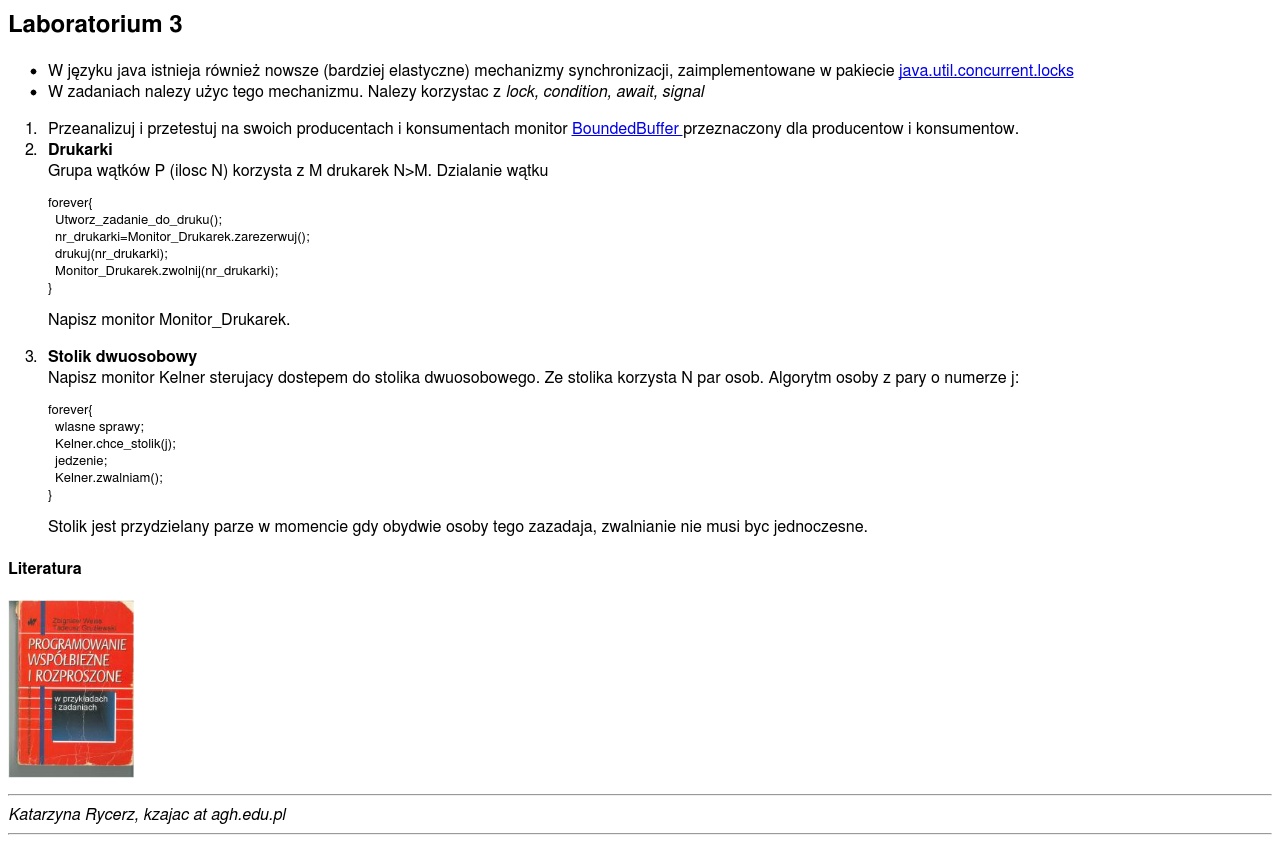 Laboratorium 3
W języku java istnieja również nowsze (bardziej elastyczne) mechanizmy synchronizacji, zaimplementowane w pakiecie java.util.concurrent.locks
W zadaniach nalezy użyc tego mechanizmu. Nalezy korzystac z lock, condition, await, signal
1. Przeanalizuj i przetestuj na swoich producentach i konsumentach monitor BoundedBuffer przeznaczony dla producentow i konsumentow.
2. Drukarki
Grupa wątków P (ilosc N) korzysta z M drukarek N>M. Dzialanie wątku
forever{
Utworz_zadanie_do_druku();
nr_drukarki=Monitor_Drukarek.zarezerwuj();
drukuj(nr_drukarki);
Monitor_Drukarek.zwolnij(nr_drukarki);
}
Napisz monitor Monitor_Drukarek.
3. Stolik dwuosobowy
Napisz monitor Kelner sterujacy dostepem do stolika dwuosobowego. Ze stolika korzysta N par osob. Algorytm osoby z pary o numerze j:
forever{
wlasne sprawy;
Kelner.chce_stolik(j);
jedzenie;
Kelner.zwalniam();
}
Stolik jest przydzielany parze w momencie gdy obydwie osoby tego zazadaja, zwalnianie nie musi byc jednoczesne.
Literatura
Zbigniew Weiss
Tadeusz Gruźlewski
PROGRAMOWANIE
WSPÓŁBIEŻNE
I ROZPROSZONE
w przykładach
i zadaniach
Katarzyna Rycerz, kzajac at agh.edu.pl